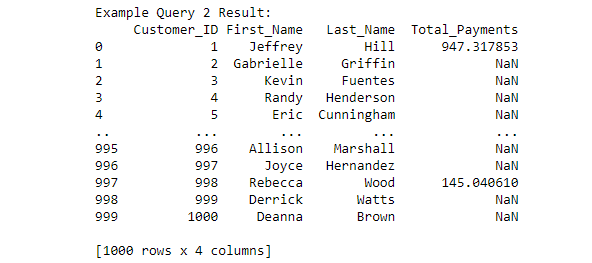 Example Query 2 Result:
Customer_ID First_Name Last_Name Total_Payments
0 1 Jeffrey Hill 947.317853
1 2 Gabrielle Griffin NaN
2 3 Kevin Fuentes NaN
3 4 Randy Henderson NaN
4 5 Eric Cunningham NaN
.. ... ... ... ...
995 996 Allison Marshall NaN
996 997 Joyce Hernandez NaN
997 998 Rebecca Wood 145.040610
998 999 Derrick Watts NaN
999 1000 Deanna Brown NaN
[1000 rows x 4 columns]